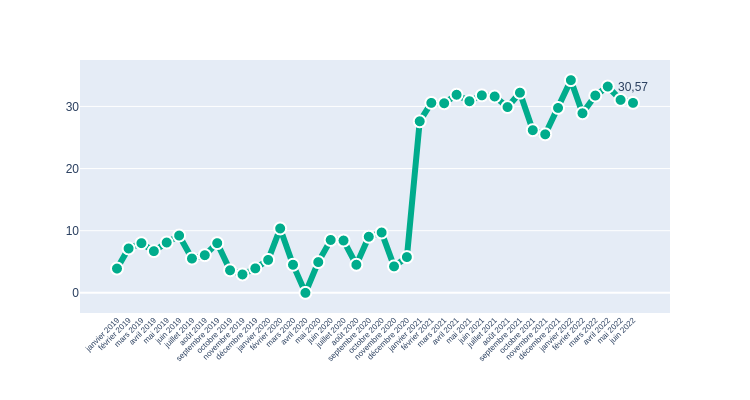 30,57
30
20
10
0
janvier 2019
février 2019
mars 2019
avril 2019
mai 2019
juin 2019
juillet 2019
août 2019
septembre 2019
octobre 2019
novembre 2019
décembre 2019
janvier 2020
février 2020
mars 2020
avril 2020
mai 2020
juin 2020
juillet 2020
août 2020
septembre 2020
octobre 2020
novembre 2020
décembre 2020
janvier 2021
février 2021
mars 2021
avril 2021
mai 2021
juin 2021
juillet 2021
août 2021
septembre 2021
octobre 2021
novembre 2021
décembre 2021
janvier 2022
février 2022
mars 2022
avril 2022
mai 2022
juin 2022